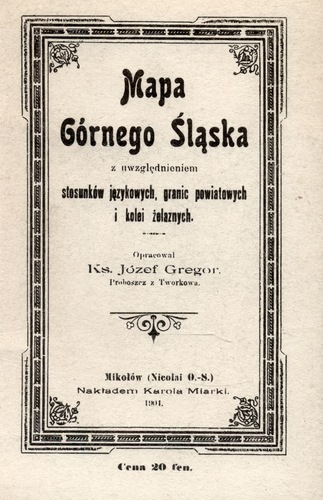 Mapa
Górnego Śląska
z uwzględnieniem
stosunków językowych, granic powiatowych
i kolei żelaznych.
Opracował
Ks. Józef Gregor.
Proboszcz z Tworkowa.
Mikołów (Nicolai O.-S.)
Nakładem Karola Miarki.
1904.
Cena 20 fen.